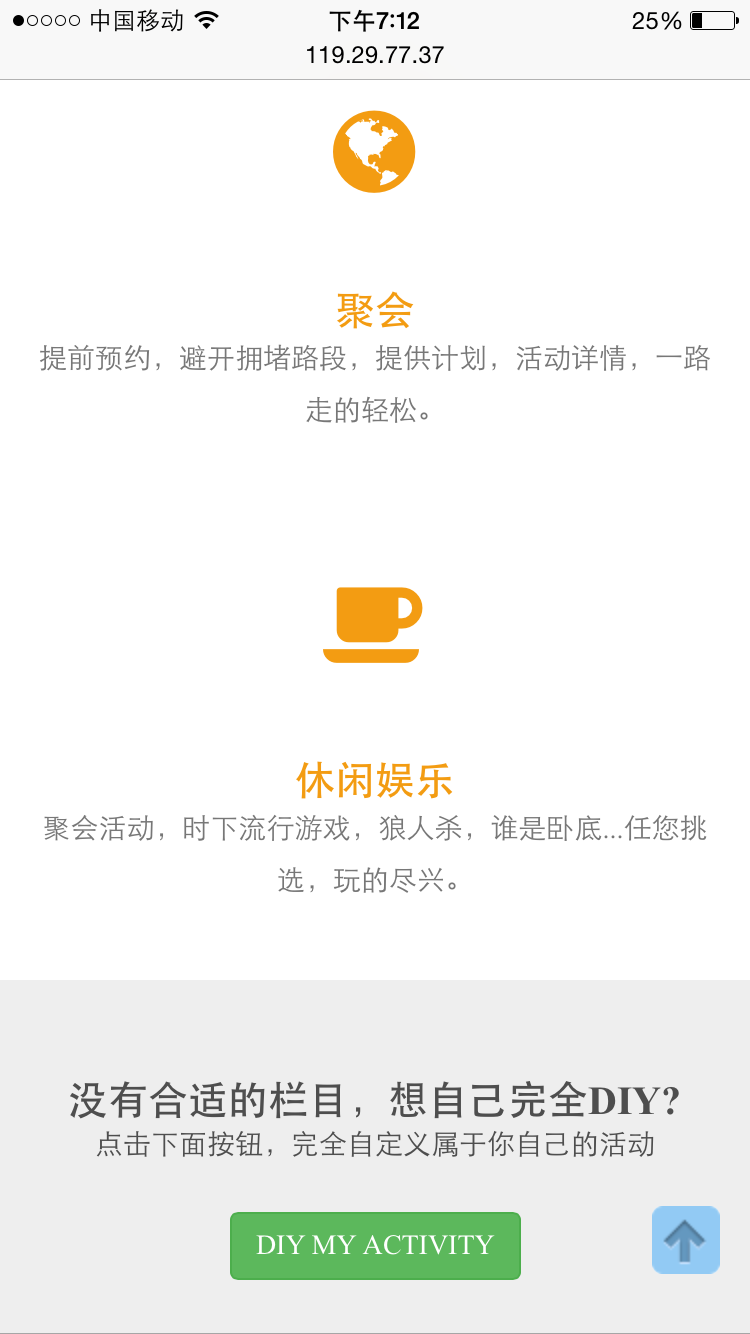 中国移动 下午7:12 25%
119.29.77.37
聚会
提前预约，避开拥堵路段，提供计划，活动详情，一路
走的轻松。
休闲娱乐
聚会活动，时下流行游戏，狼人杀，谁是卧底...任您挑
选，玩的尽兴。
没有合适的栏目，想自己完全DIY?
点击下面按钮，完全自定义属于你自己的活动
DIY MY ACTIVITY